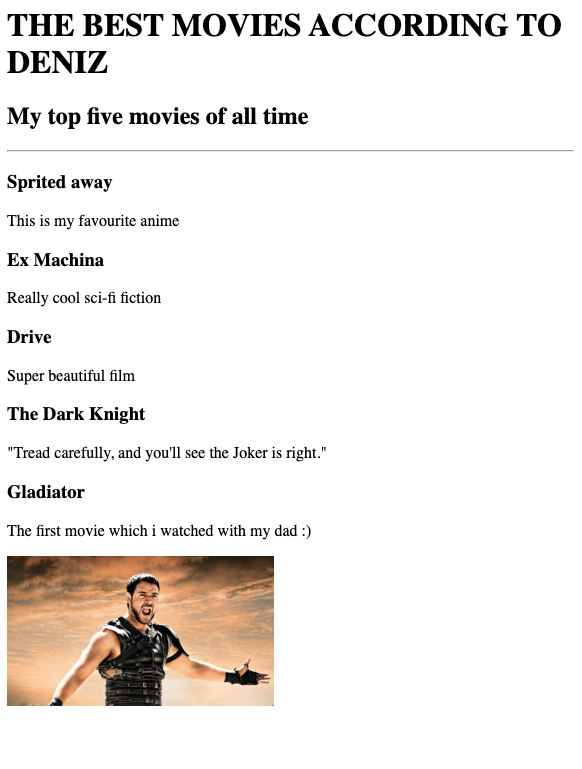 THE BEST MOVIES ACCORDING TO
DENIZ
My top five movies of all time
Sprited away
This is my favourite anime
Ex Machina
Really cool sci-fi fiction
Drive
Super beautiful film
The Dark Knight
"Tread carefully, and you'll see the Joker is right."
Gladiator
The first movie which i watched with my dad :)